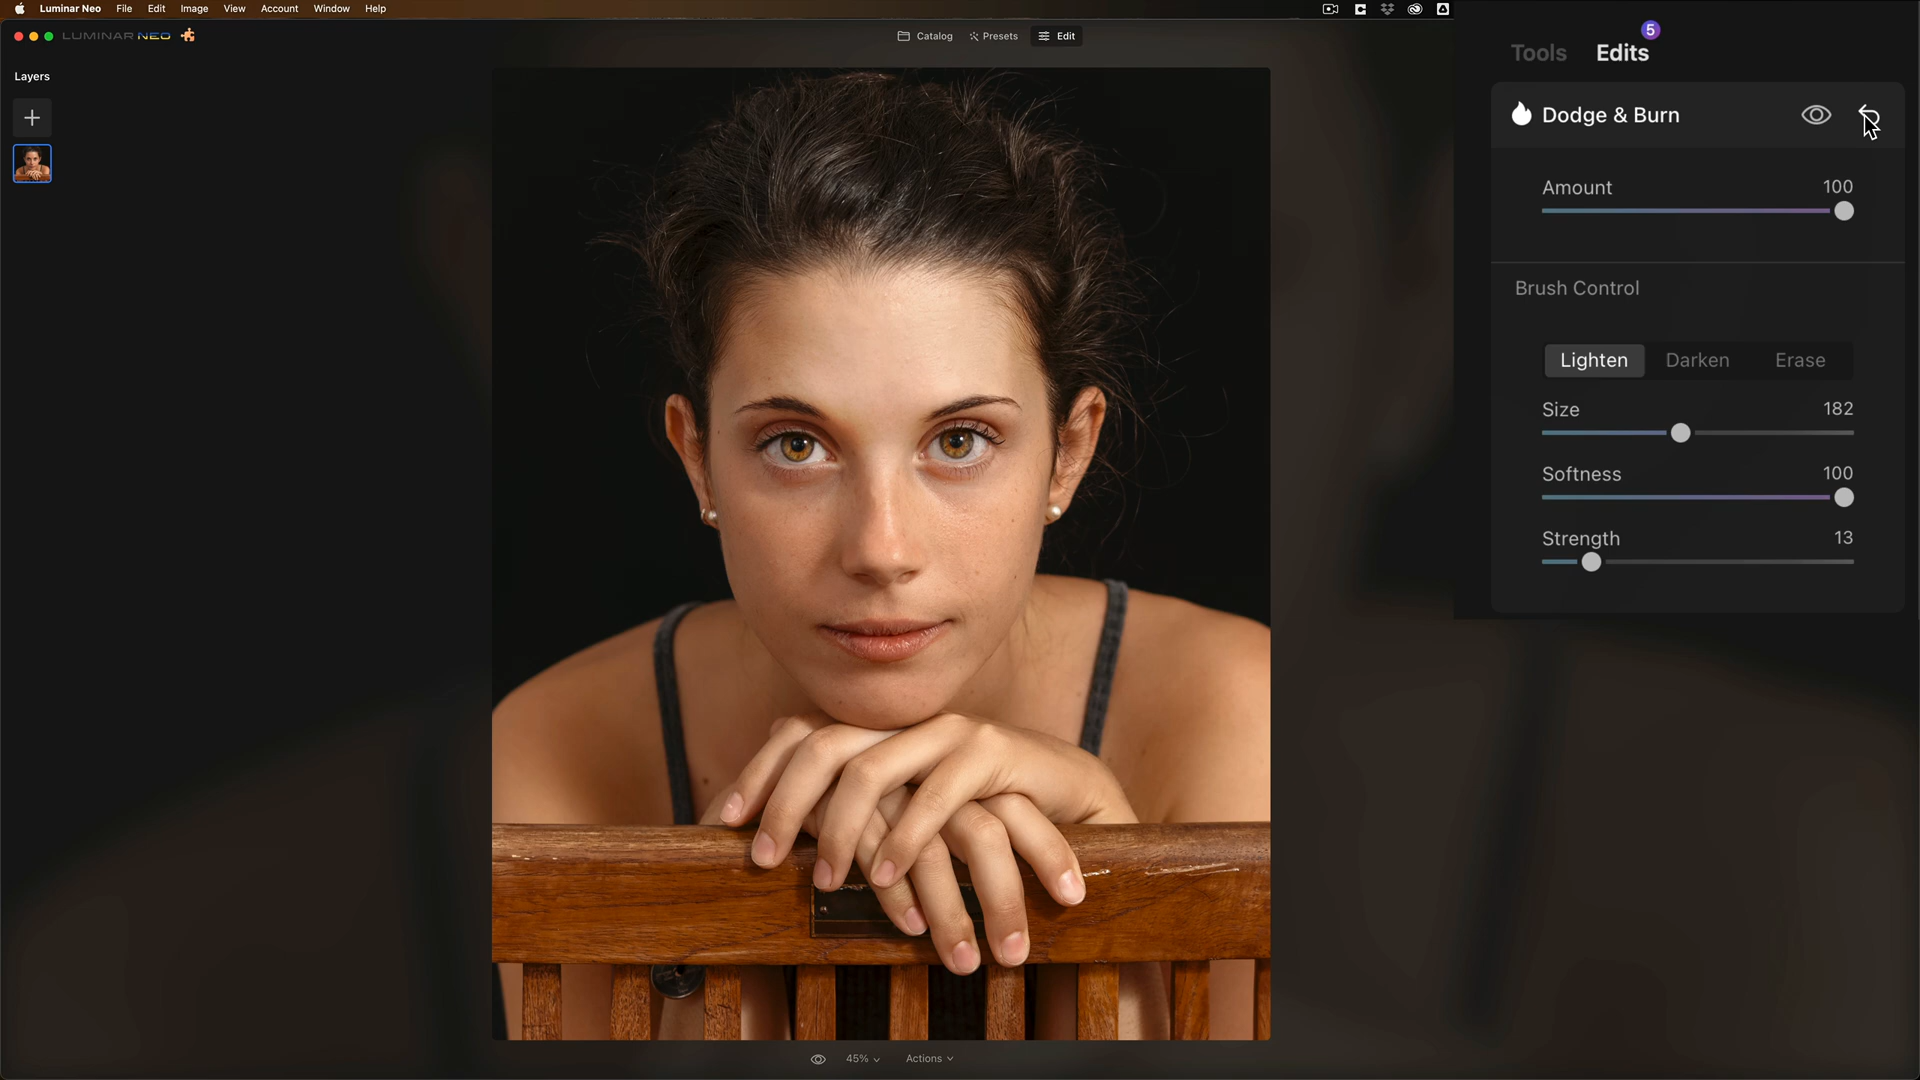 Luminar Neo File Edit Image View Account Window Help
LUMINAR NEO
Catalog Presets Edit
Layers
45% Actions
5
Tools Edits
Dodge & Burn
Amount 100
Brush Control
Lighten Darken Erase
Size 182
Softness 100
Strength 13